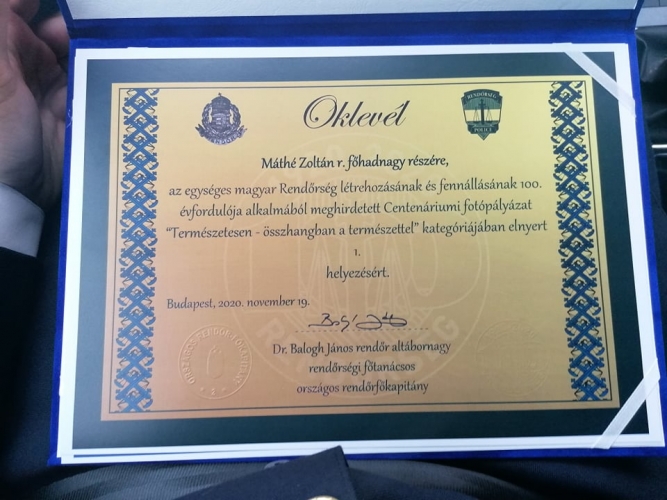 Oklevél
RENDŐRSÉG
POLICE
Máthé Zoltán r. főhadnagy részére,
az egységes magyar Rendőrség létrehozásának és fennállásának 100.
évfordulója alkalmából meghirdetett Centenáriumi fotópályázat
"Természetesen - összhangban a természettel" kategóriájában elnyert
1.
helyezésért.
Budapest, 2020. november 19.
Dr. Balogh János rendőr altábornagy
rendőrségi főtanácsos
országos rendőrfőkapitány